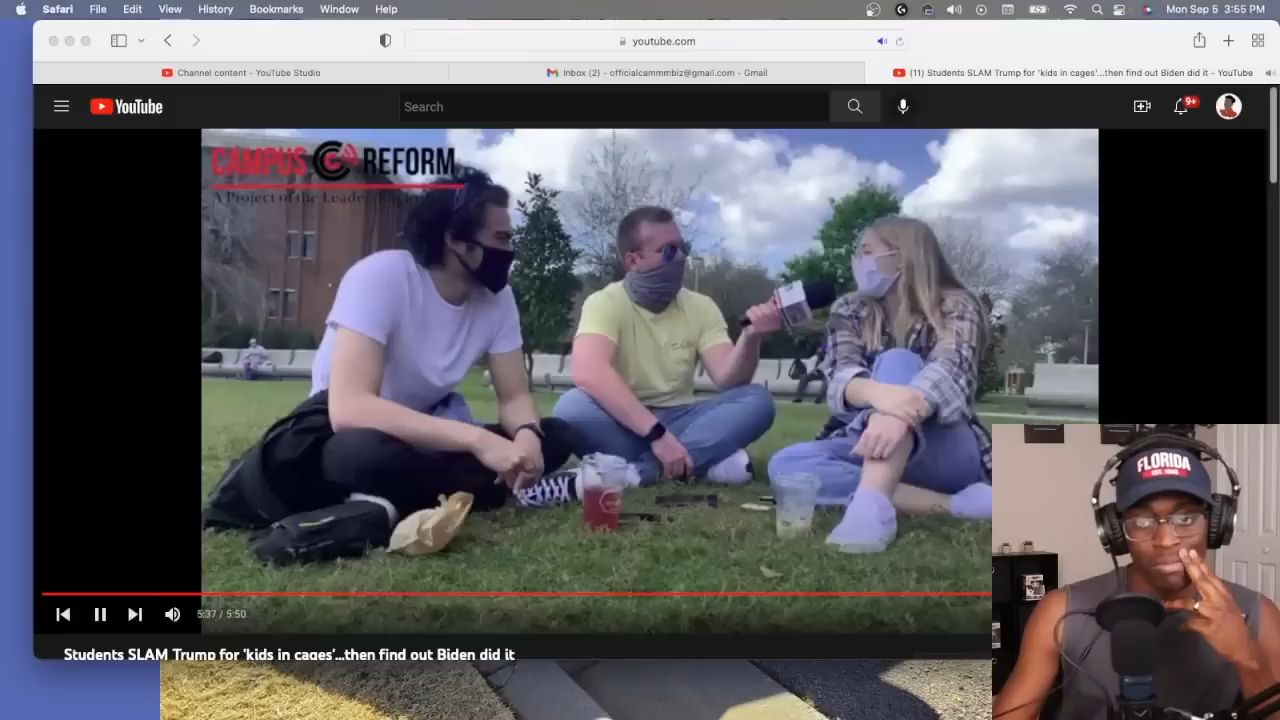 Safari File Edit View History Bookmarks Window Help Mon Sep 5 3:55 PM
youtube.com
Channel content - YouTube Studio
Inbox (2) - officialcammmbiz@gmail.com - Gmail
(11) Students SLAM Trump for 'kids in cages'...then find out Biden did it - YouTube
YouTube
Search
9+
CAMPUS REFORM
A Project of the Leadership
FLORIDA
5:37 / 5:50
Students SLAM Trump for 'kids in cages'...then find out Biden did it